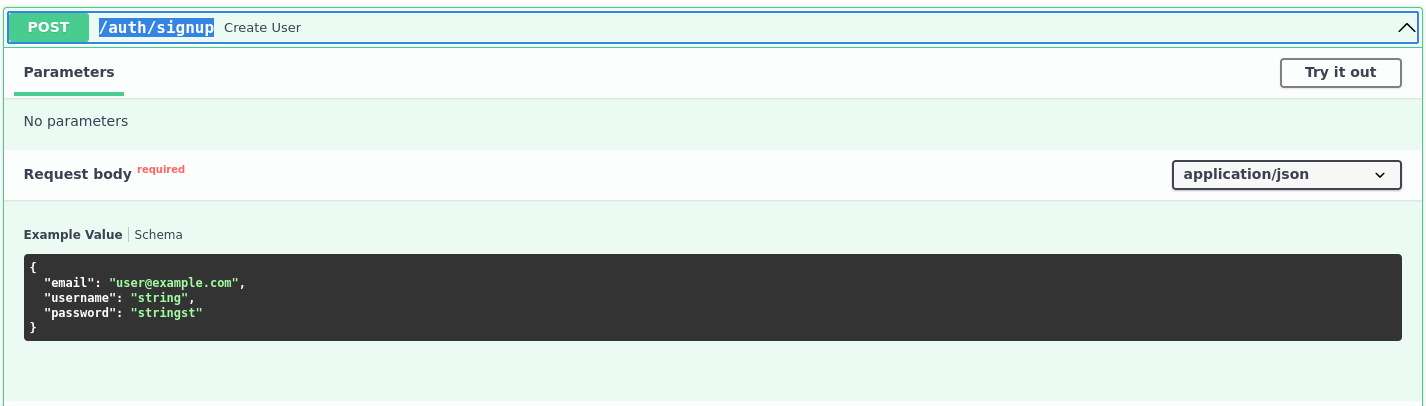 POST /auth/signup Create User
Parameters Try it out
No parameters
Request body required application/json
Example Value Schema
{
  "email": "user@example.com",
  "username": "string",
  "password": "stringst"
}